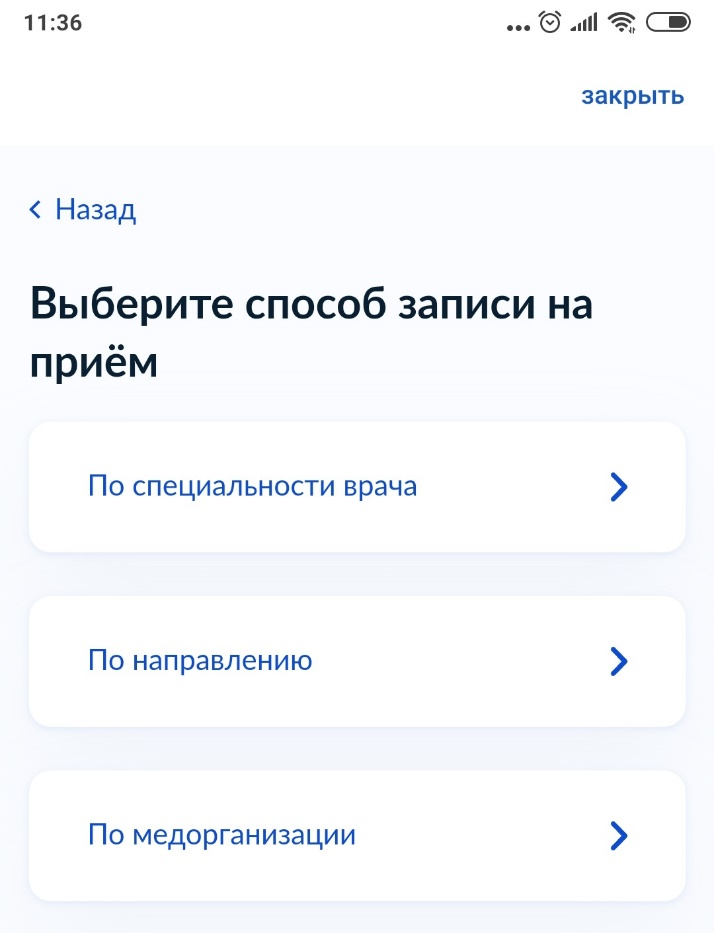 11:36
закрыть
Назад
Выберите способ записи на
приём
По специальности врача
По направлению
По медорганизации